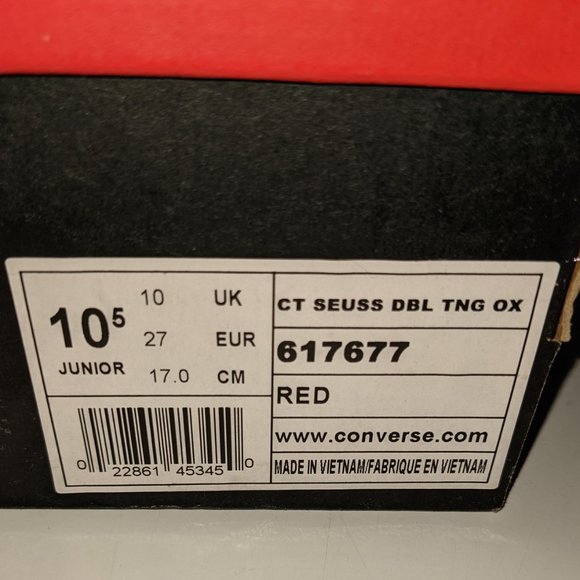 10⁵
JUNIOR
10 UK
27 EUR
17.0 CM
0 22861 45345 0
CT SEUSS DBL TNG OX
617677
RED
www.converse.com
MADE IN VIETNAM/FABRIQUE EN VIETNAM